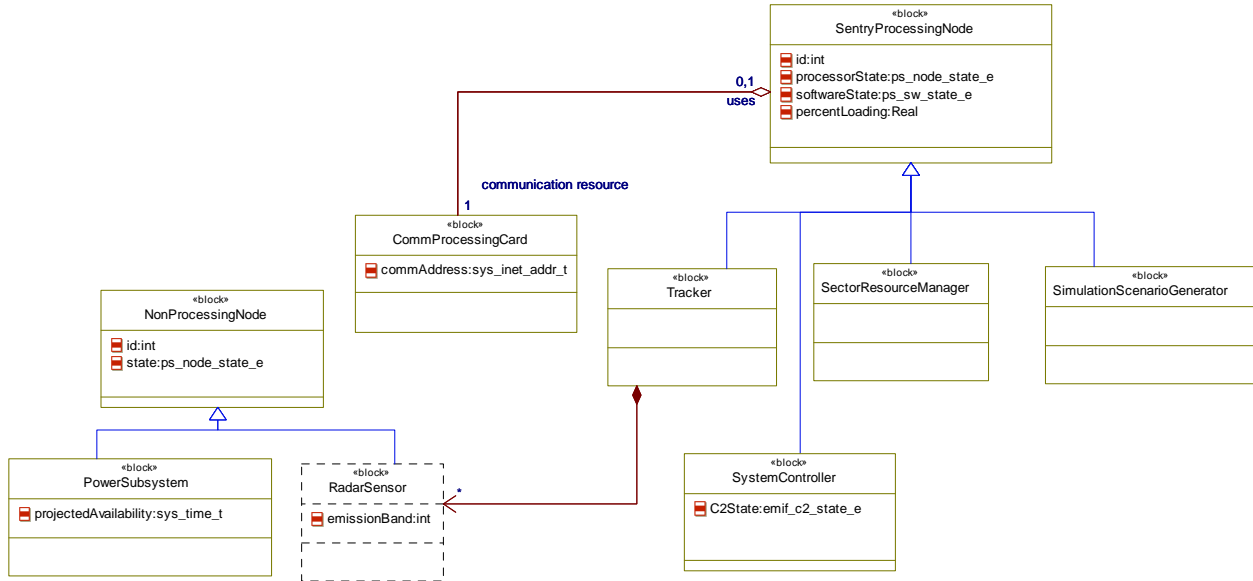 «block»
SentryProcessingNode
id:int
processorState:ps_node_state_e
softwareState:ps_sw_state_e
percentLoading:Real
0,1
uses
communication resource
1
«block»
CommProcessingCard
commAddress:sys_inet_addr_t
«block»
Tracker
«block»
SectorResourceManager
«block»
SimulationScenarioGenerator
«block»
NonProcessingNode
id:int
state:ps_node_state_e
«block»
PowerSubsystem
projectedAvailability:sys_time_t
«block»
RadarSensor
emissionBand:int
*
«block»
SystemController
C2State:emif_c2_state_e